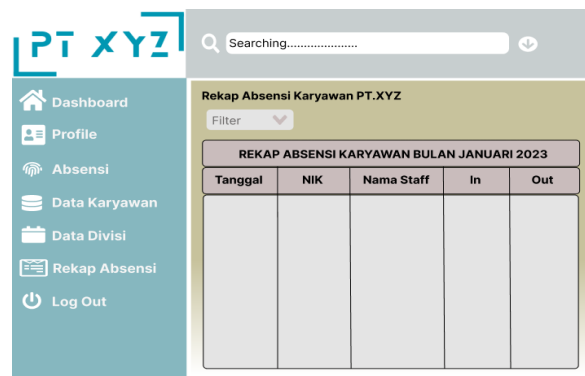 PT XYZ
Searching.....................
Dashboard
Profile
Absensi
Data Karyawan
Data Divisi
Rekap Absensi
Log Out
Rekap Absensi Karyawan PT.XYZ
Filter
REKAP ABSENSI KARYAWAN BULAN JANUARI 2023
Tanggal NIK Nama Staff In Out